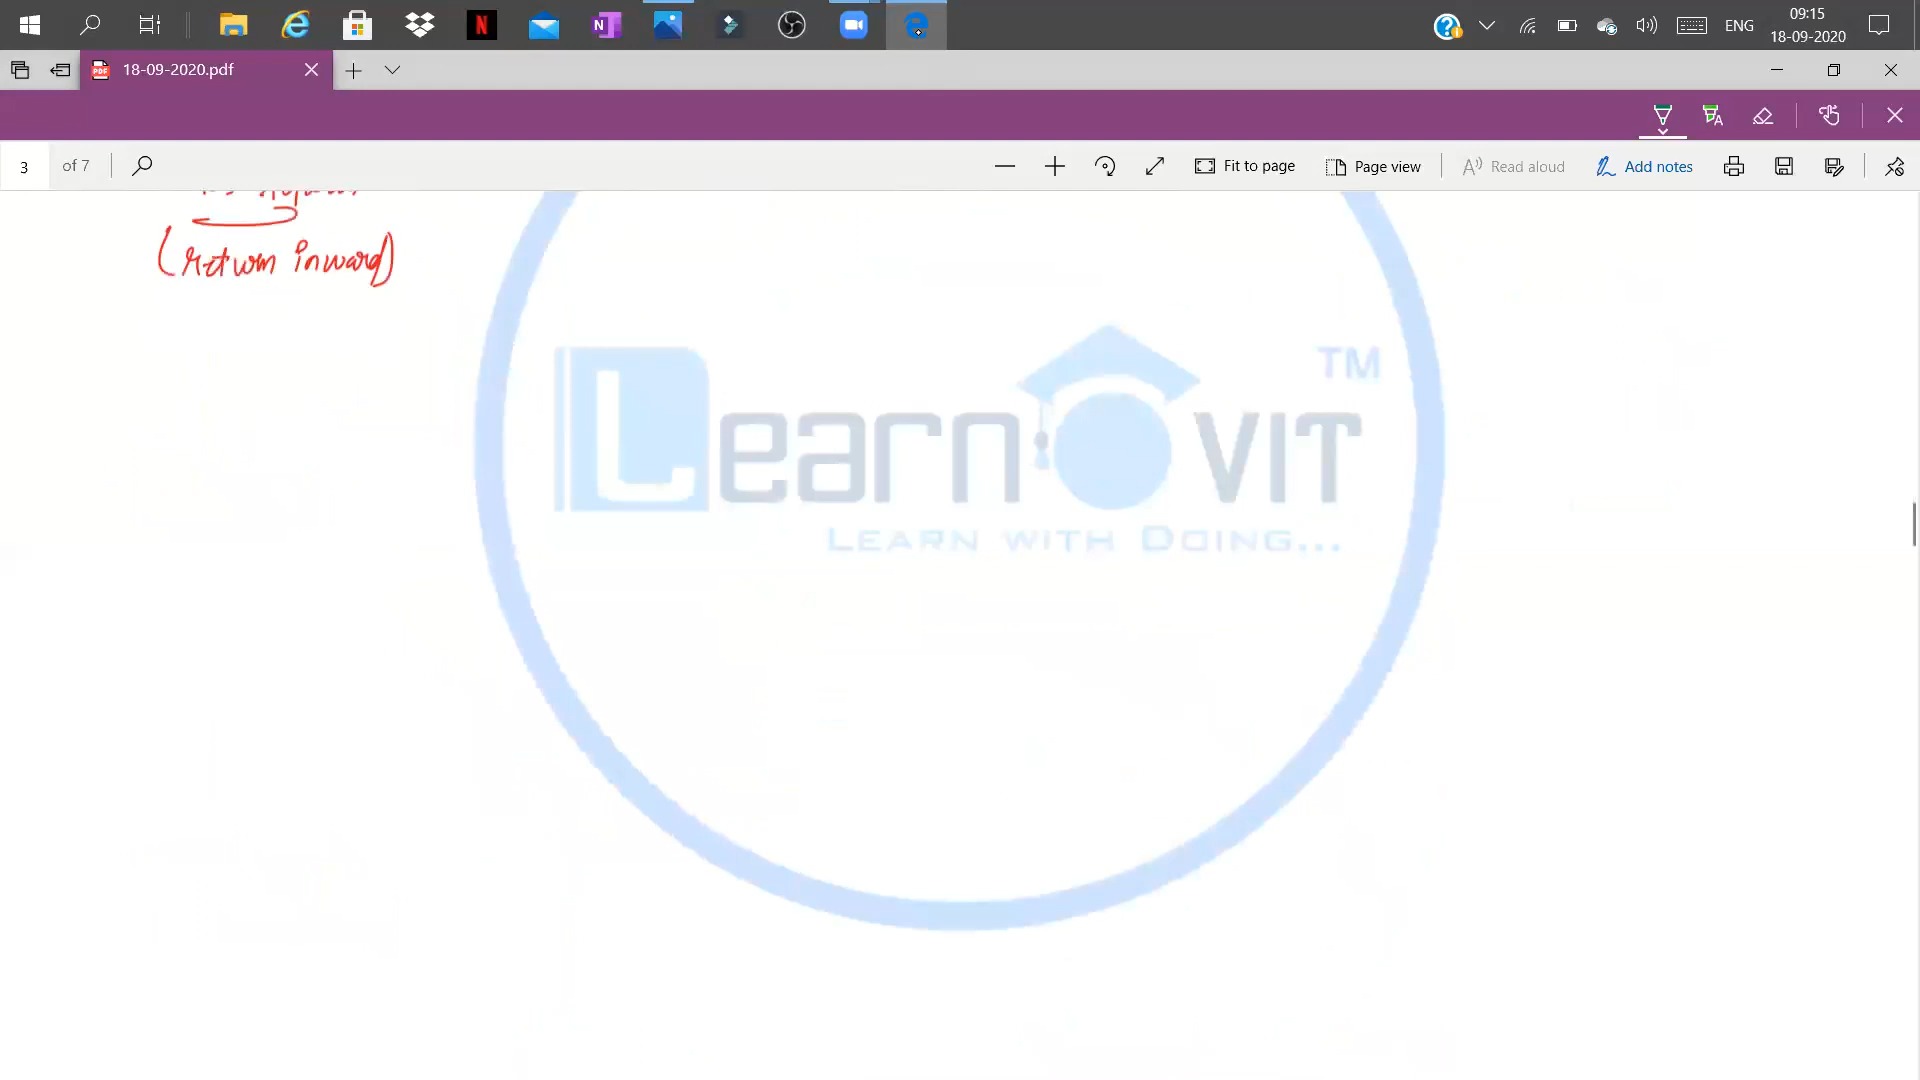 09:15
ENG
18-09-2020
18-09-2020.pdf
3 of 7
Fit to page
Page view
Read aloud
Add notes
(return inward)
TM
LearnOVIT
LEARN WITH DOING...